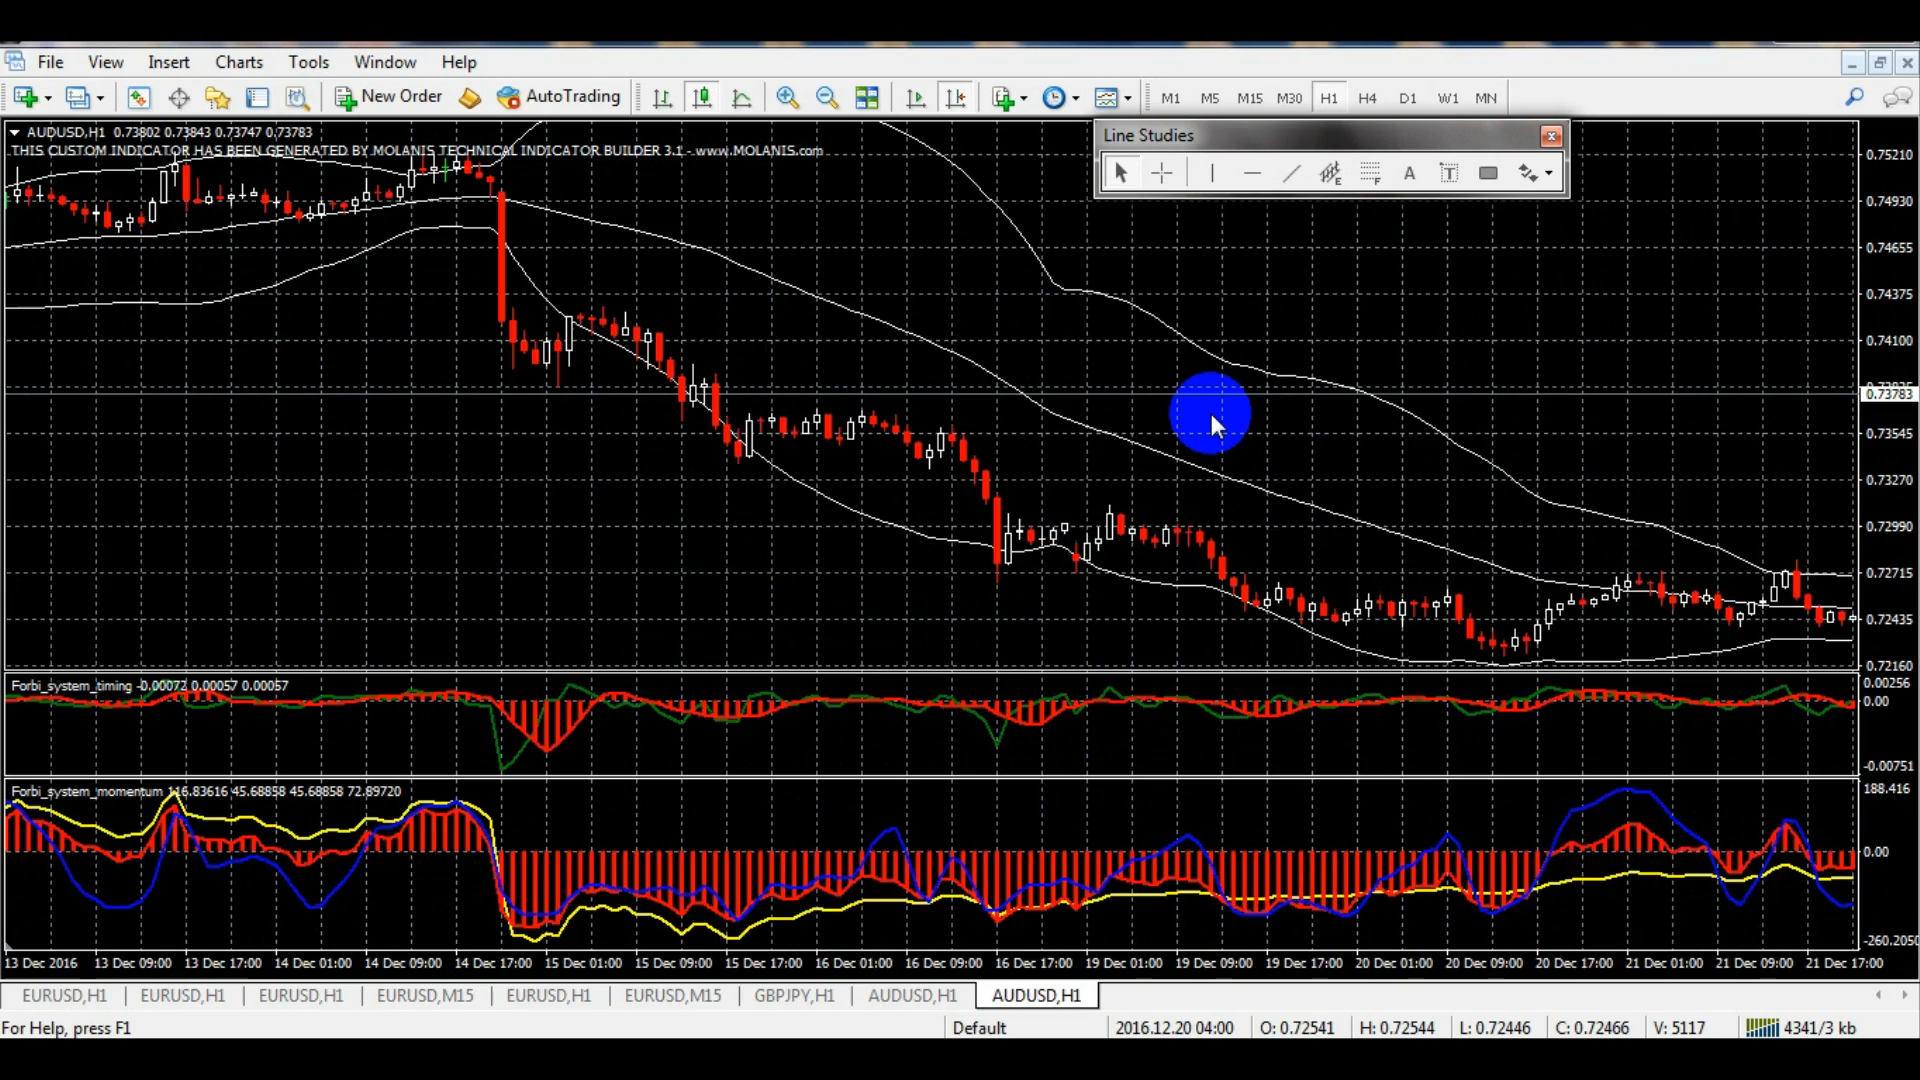 File View Insert Charts Tools Window Help
New Order AutoTrading M1 M5 M15 M30 H1 H4 D1 W1 MN
AUDUSD,H1 0.73802 0.73843 0.73747 0.73783
THIS CUSTOM INDICATOR HAS BEEN GENERATED BY MOLANIS TECHNICAL INDICATOR BUILDER 3.1 - www.MOLANIS.com
Line Studies
E F A T
0.75210
0.74930
0.74655
0.74375
0.74100
0.73783
0.73545
0.73270
0.72990
0.72715
0.72435
0.72160
Forbi_system_timing -0.00072 0.00057 0.00057
0.00256
0.00
-0.00751
Forbi_system_momentum 116.83616 45.68858 45.68858 72.89720
188.416
0.00
-260.2050
13 Dec 2016 13 Dec 09:00 13 Dec 17:00 14 Dec 01:00 14 Dec 09:00 14 Dec 17:00 15 Dec 01:00 15 Dec 09:00 15 Dec 17:00 16 Dec 01:00 16 Dec 09:00 16 Dec 17:00 19 Dec 01:00 19 Dec 09:00 19 Dec 17:00 20 Dec 01:00 20 Dec 09:00 20 Dec 17:00 21 Dec 01:00 21 Dec 09:00 21 Dec 17:00
EURUSD,H1 EURUSD,H1 EURUSD,H1 EURUSD,M15 EURUSD,H1 EURUSD,M15 GBPJPY,H1 AUDUSD,H1 AUDUSD,H1
For Help, press F1 Default 2016.12.20 04:00 O: 0.72541 H: 0.72544 L: 0.72446 C: 0.72466 V: 5117 4341/3 kb